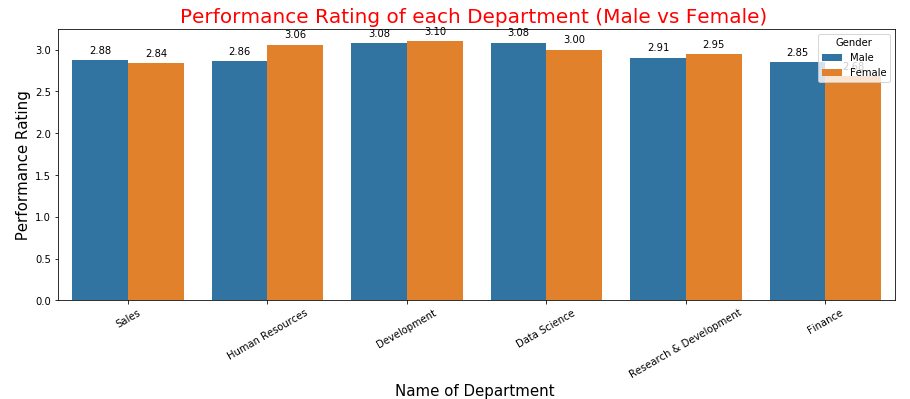 Performance Rating of each Department (Male vs Female)
Performance Rating
3.0
2.5
2.0
1.5
1.0
0.5
0.0
2.88 2.84 2.86 3.06 3.08 3.10 3.08 3.00 2.91 2.95 2.85 2.68
Gender
Male
Female
Sales Human Resources Development Data Science Research & Development Finance
Name of Department